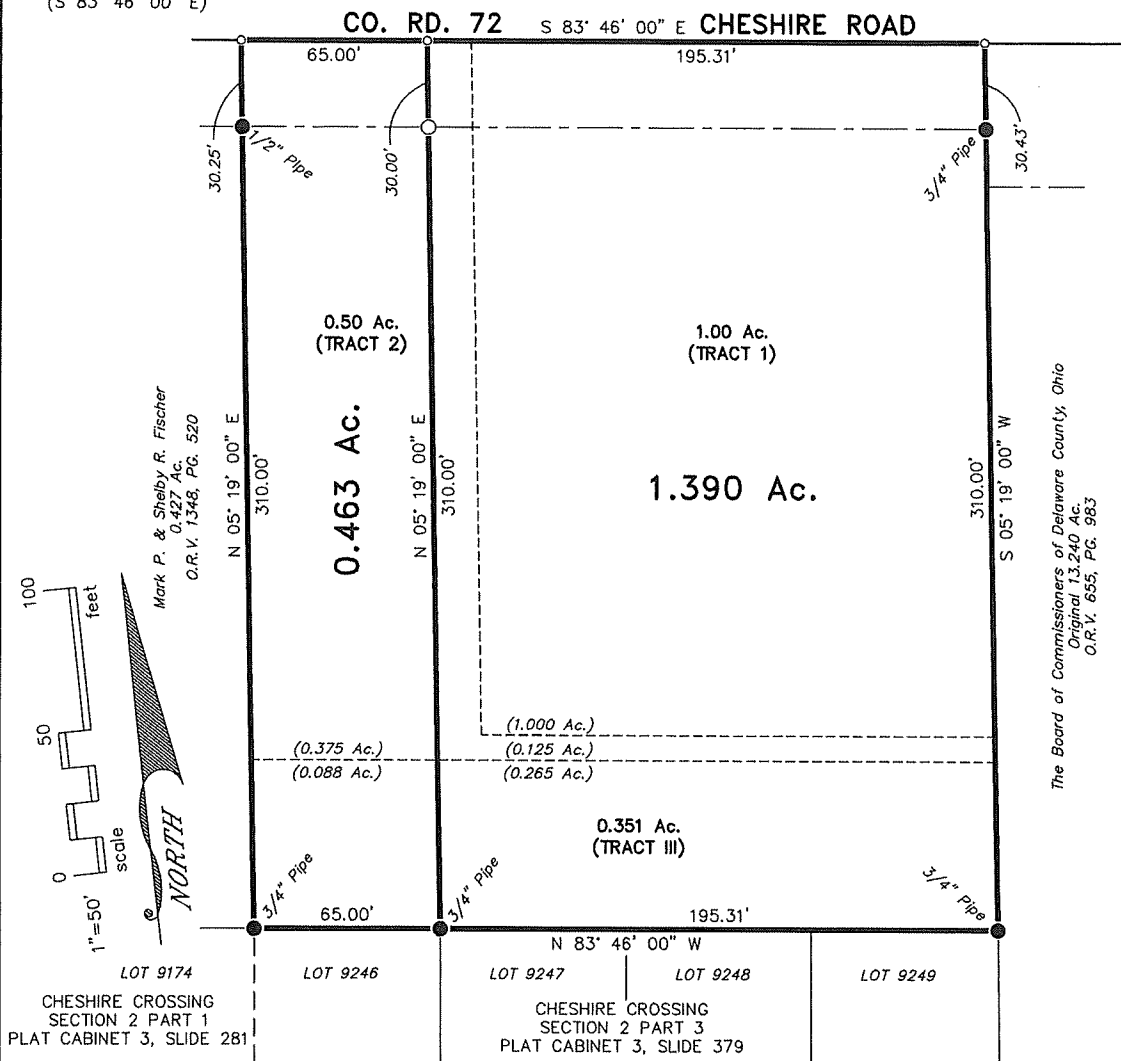 (S 83° 46' 00" E)
CO. RD. 72 S 83° 46' 00" E CHESHIRE ROAD
65.00'
195.31'
30.25'
1/2" Pipe
30.00'
3/4" Pipe
30.43'
0.50 Ac.
(TRACT 2)
1.00 Ac.
(TRACT 1)
Mark P. & Shelby R. Fischer
0.427 Ac.
O.R.V. 1348, PG. 520
N 05° 19' 00" E
310.00'
0.463 Ac.
N 05° 19' 00" E
310.00'
1.390 Ac.
310.00'
S 05° 19' 00" W
The Board of Commissioners of Delaware County, Ohio
Original 13.240 Ac.
O.R.V. 655, PG. 983
100
50
0
feet
scale
1"=50'
NORTH
(1.000 Ac.)
(0.375 Ac.)
(0.125 Ac.)
(0.088 Ac.)
(0.265 Ac.)
0.351 Ac.
(TRACT III)
3/4" Pipe
3/4" Pipe
3/4" Pipe
65.00'
195.31'
N 83° 46' 00" W
LOT 9174
LOT 9246
LOT 9247
LOT 9248
LOT 9249
CHESHIRE CROSSING
SECTION 2 PART 1
PLAT CABINET 3, SLIDE 281
CHESHIRE CROSSING
SECTION 2 PART 3
PLAT CABINET 3, SLIDE 379